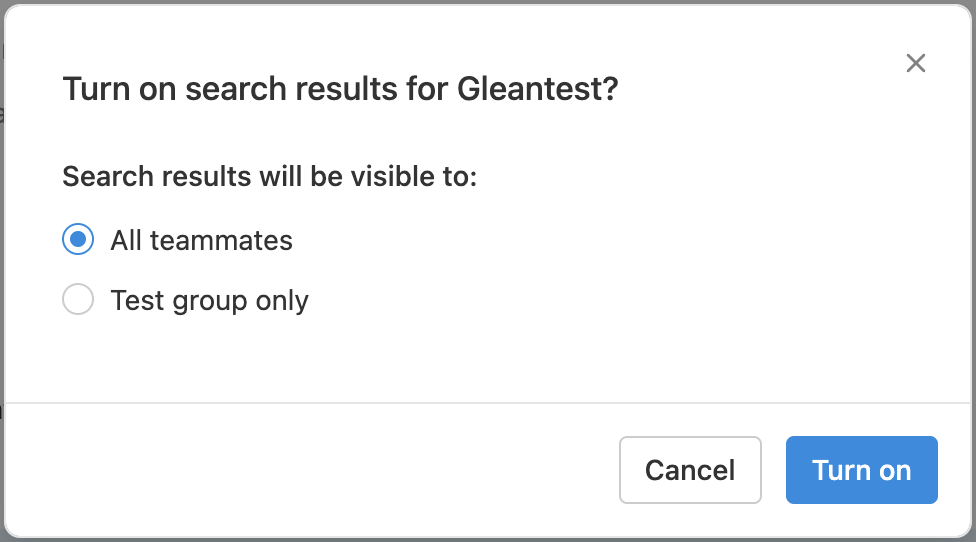 Turn on search results for Gleantest?
Search results will be visible to:
All teammates
Test group only
Cancel
Turn on